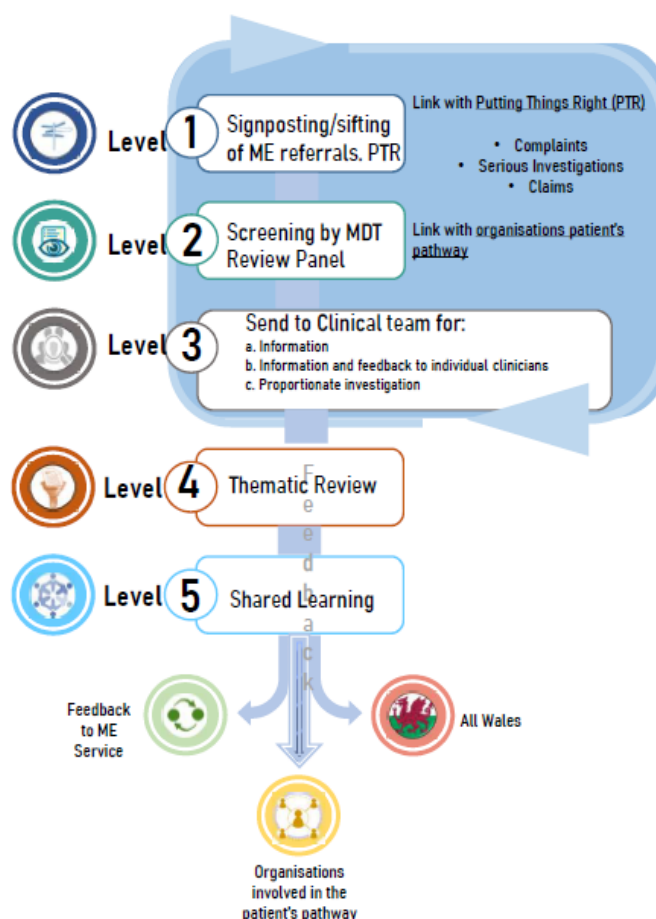 Level 1
Signposting/sifting
of ME referrals. PTR
Link with Putting Things Right (PTR)
• Complaints
• Serious Investigations
• Claims
Level 2
Screening by MDT
Review Panel
Link with organisations patient's
pathway
Level 3
Send to Clinical team for:
a. Information
b. Information and feedback to individual clinicians
c. Proportionate investigation
Level 4
Thematic Review
Level 5
Shared Learning
Feedback
Feedback
to ME
Service
All Wales
Organisations
involved in the
patient's pathway